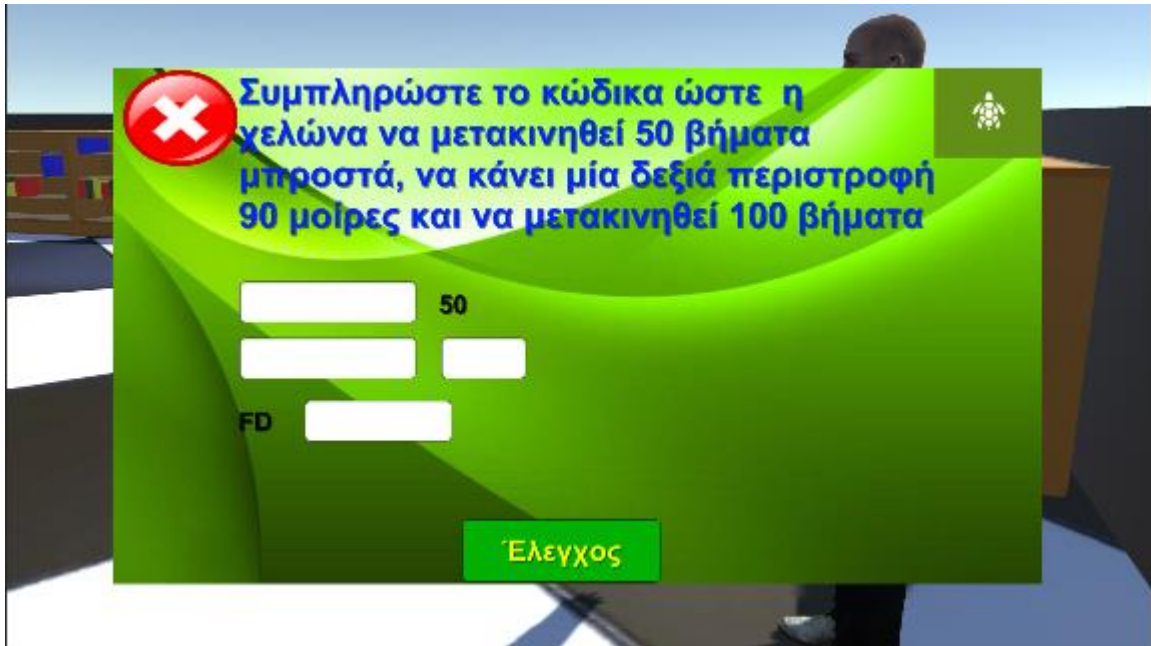 Συμπληρώστε το κώδικα ώστε η
χελώνα να μετακινηθεί 50 βήματα
μπροστά, να κάνει μία δεξιά περιστροφή
90 μοίρες και να μετακινηθεί 100 βήματα
50
FD
Έλεγχος